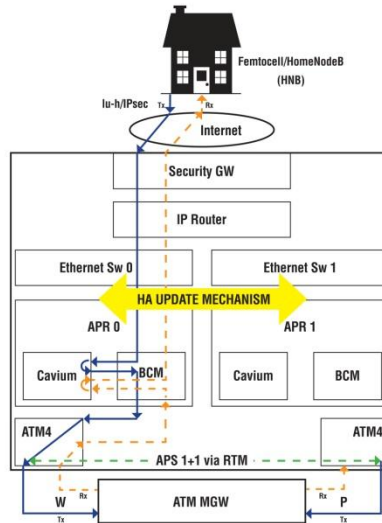 Femtocell/HomeNodeB
(HNB)
Iu-h/IPsec
Tx
Rx
Internet
Security GW
IP Router
Ethernet Sw 0
Ethernet Sw 1
HA UPDATE MECHANISM
APR 0
APR 1
Cavium
BCM
Cavium
BCM
ATM4
ATM4
APS 1+1 via RTM
W
Rx
Tx
ATM MGW
Rx
P
Tx